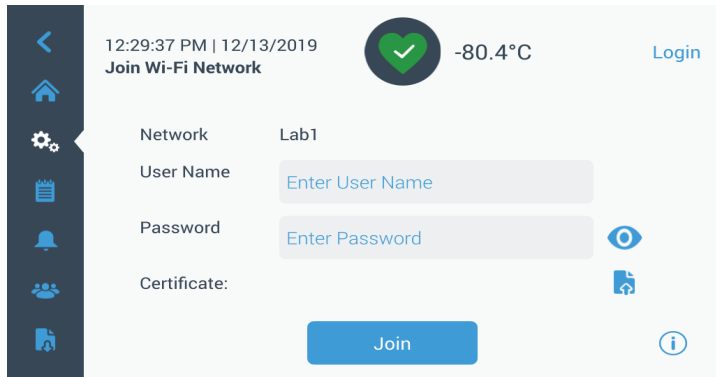 12:29:37 PM | 12/13/2019
Join Wi-Fi Network
-80.4°C
Login
Network Lab1
User Name Enter User Name
Password Enter Password
Certificate:
Join